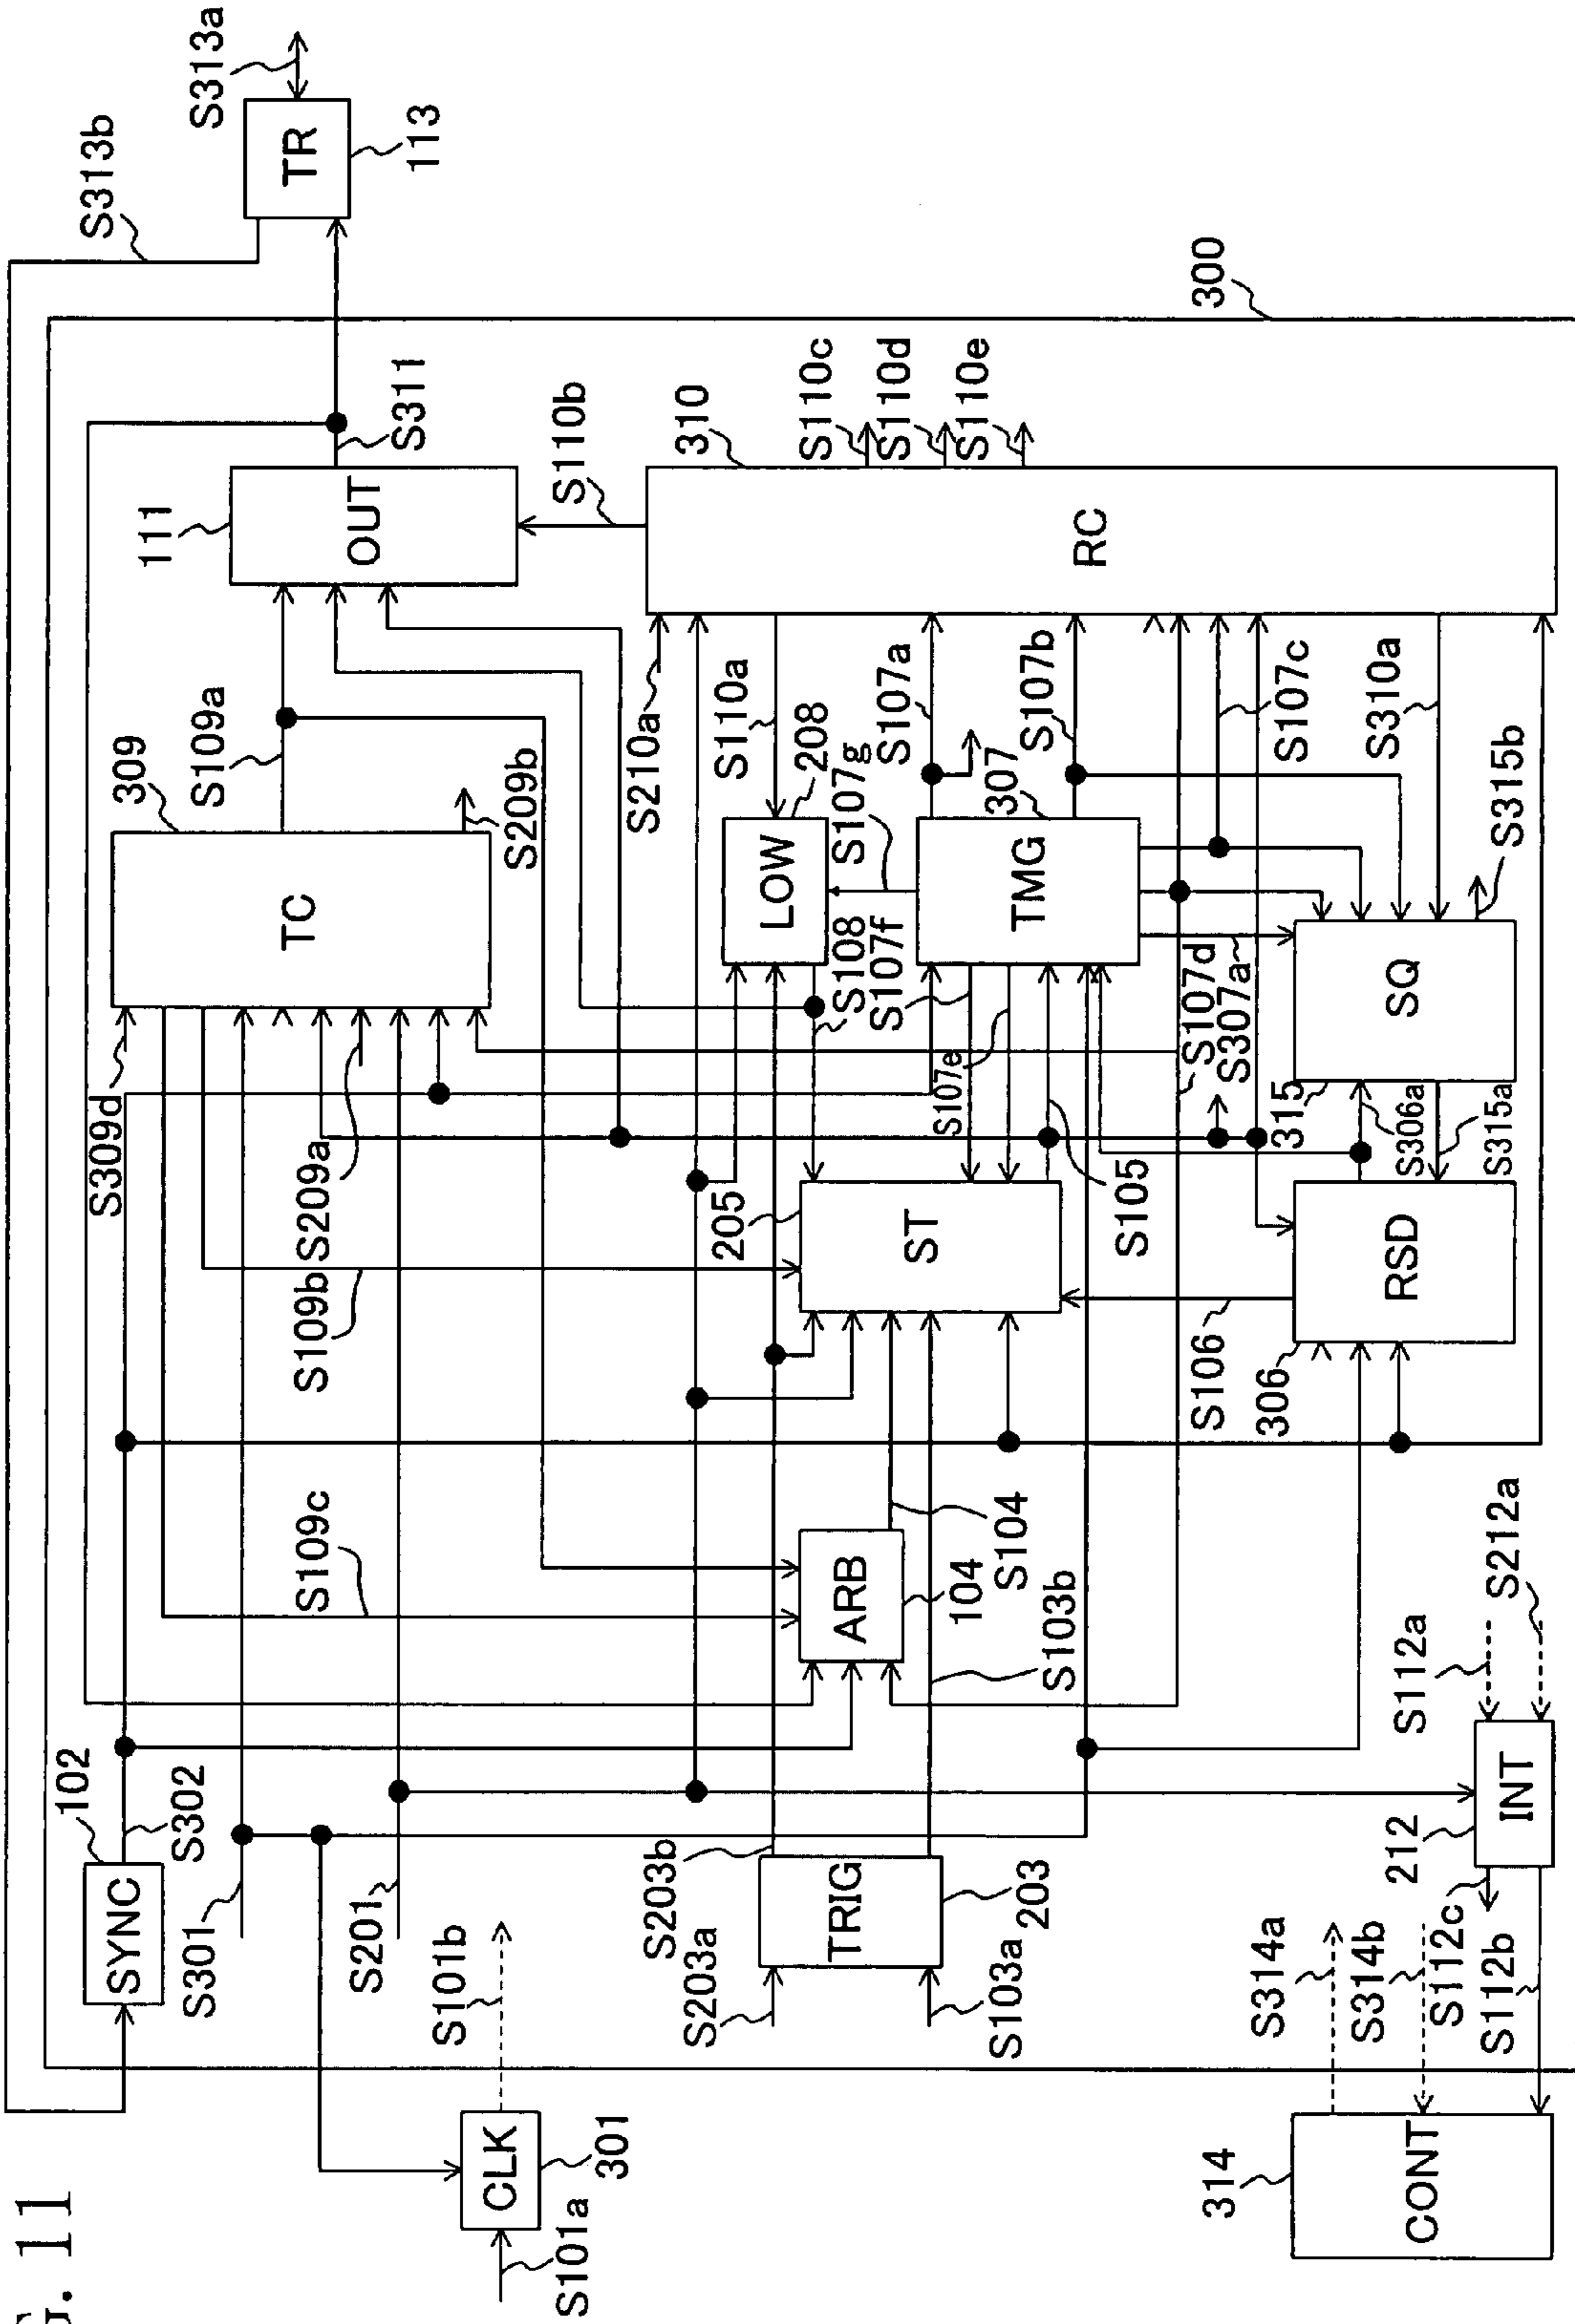 G. 11
S313b
S313a
TR
113
300
102
SYNC
S302
S301
S201
S101b
CLK
301
S101a
S109c
S309d
309
TC
S109a
S209b
S209a
S109b
111
OUT
S311
S110b
310
RC
S110c
S110d
S110e
S210a
S110a
208
LOW
S107g
S108
S107f
S107e
S107a
307
TMG
S107b
S107c
S107d
S307a
S310a
S315b
SQ
315
S306a
S315a
205
ST
S105
S106
306
RSD
ARB
104
S104
S103b
S203b
S203a
TRIG
203
S103a
S112a
S212a
INT
212
S112c
S112b
S314a
S314b
314
CONT